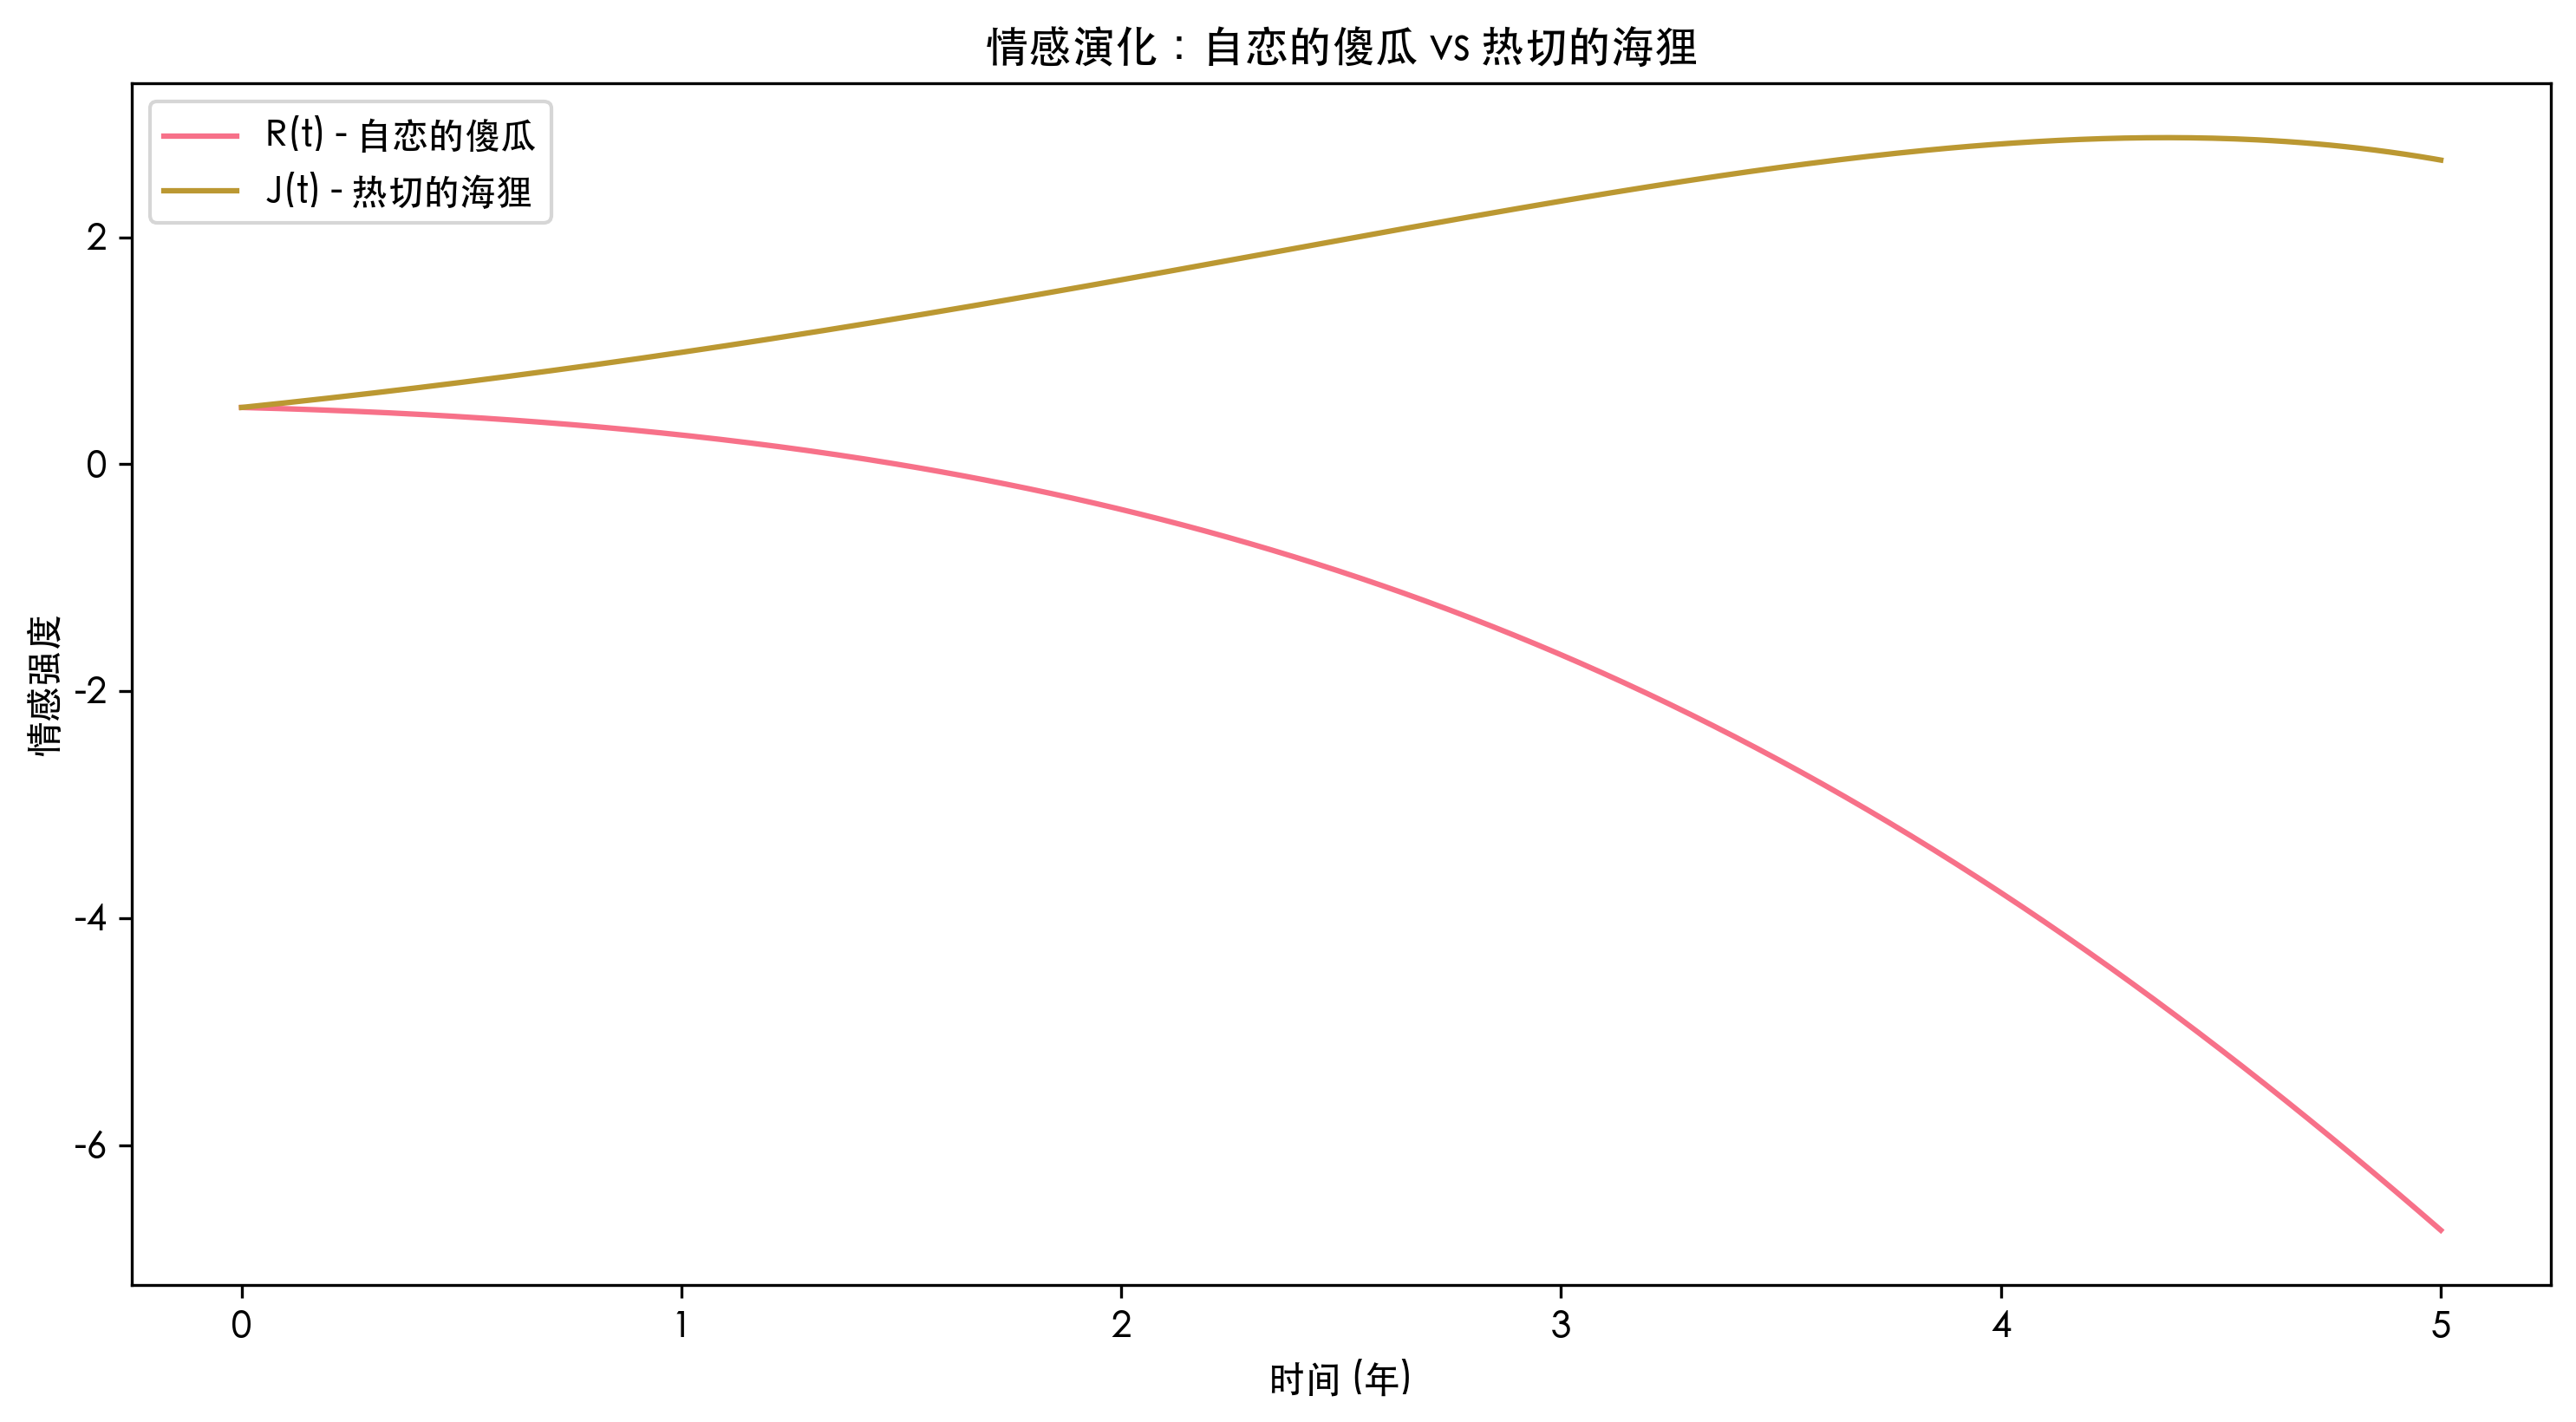 情感演化：自恋的傻瓜 vs 热切的海狸
R(t) - 自恋的傻瓜
J(t) - 热切的海狸
2
0
-2
-4
-6
情感强度
0 1 2 3 4 5
时间 (年)